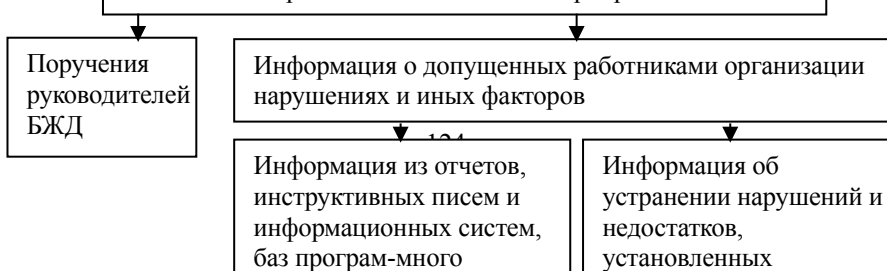 Поручения
руководителей
БЖД
Информация о допущенных работниками организации
нарушениях и иных факторов
Информация из отчетов,
инструктивных писем и
информационных систем,
баз програм-много
Информация об
устранении нарушений и
недостатков,
установленных